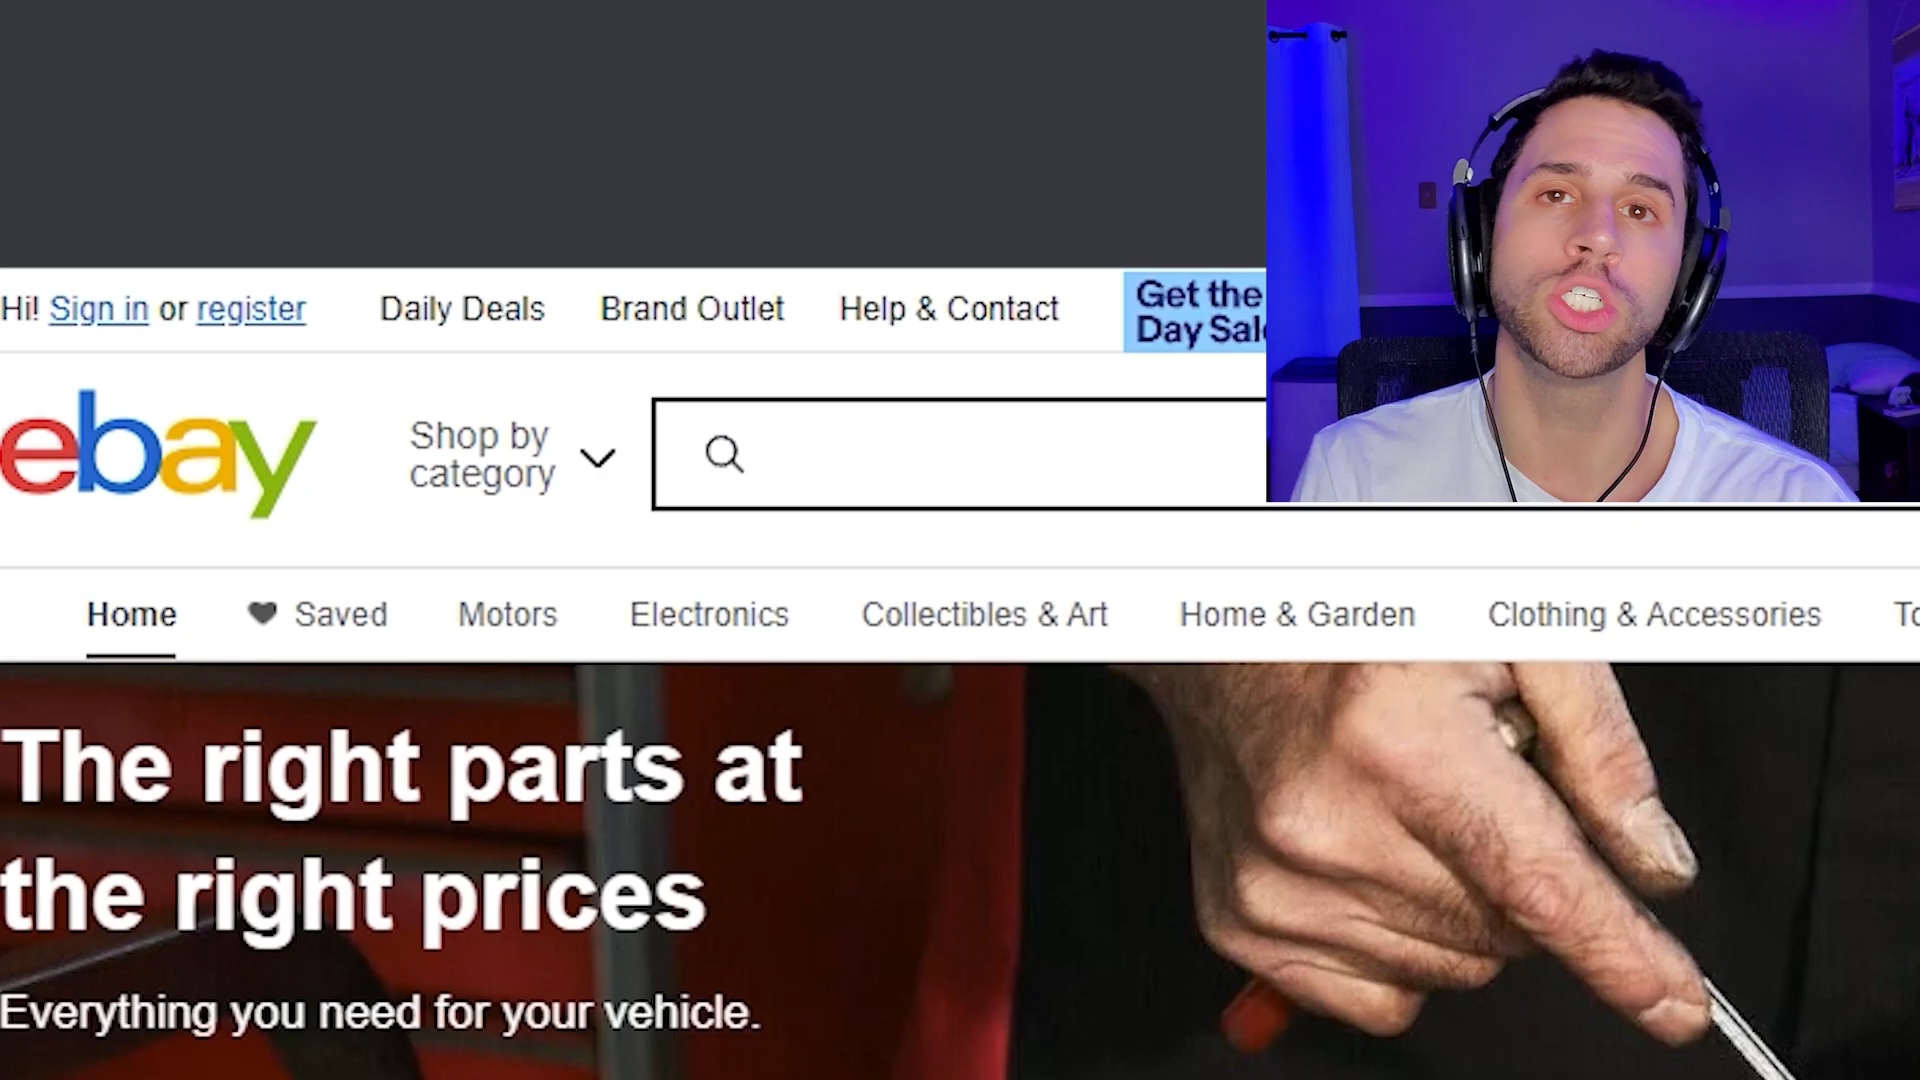 Hi! Sign in or register Daily Deals Brand Outlet Help & Contact
Get the
Day Sal
ebay
Shop by
category
Home Saved Motors Electronics Collectibles & Art Home & Garden Clothing & Accessories To
The right parts at
the right prices
Everything you need for your vehicle.